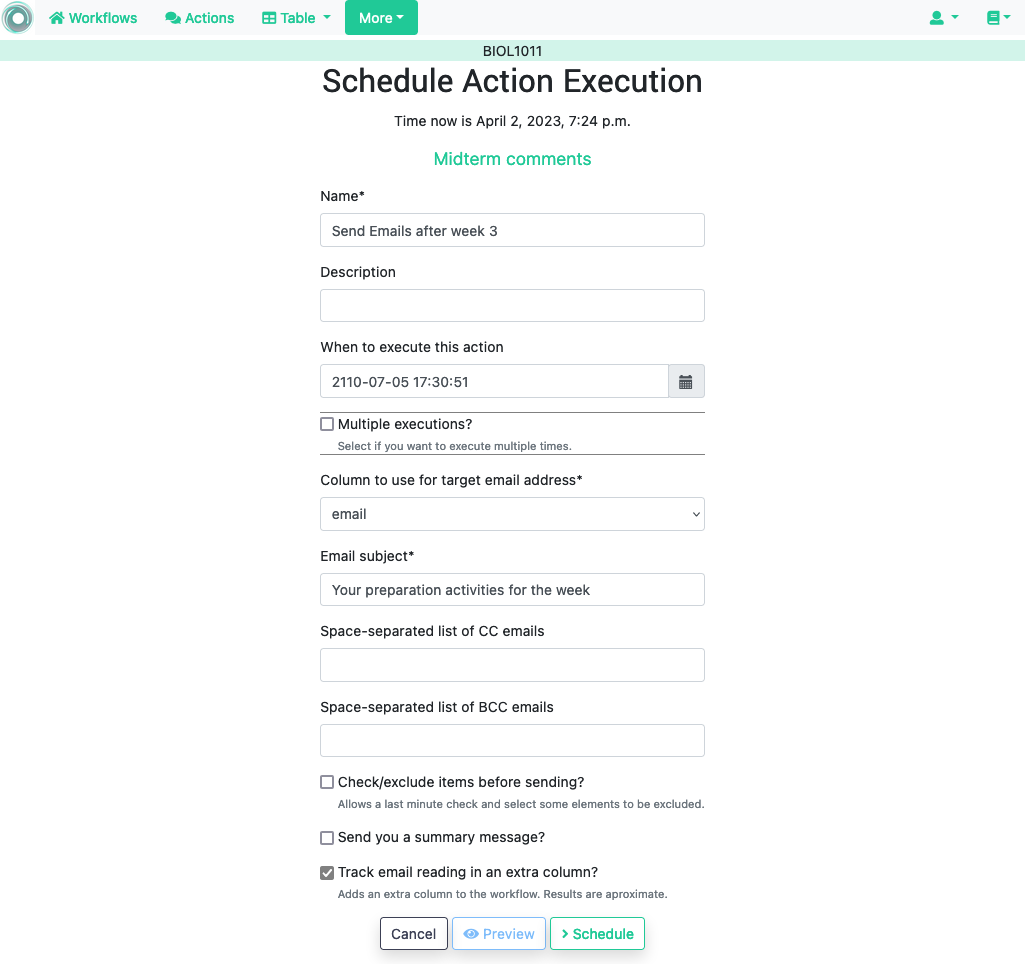 Workflows Actions Table More
BIOL1011
Schedule Action Execution
Time now is April 2, 2023, 7:24 p.m.
Midterm comments
Name*
Send Emails after week 3
Description
When to execute this action
2110-07-05 17:30:51
Multiple executions?
Select if you want to execute multiple times.
Column to use for target email address*
email
Email subject*
Your preparation activities for the week
Space-separated list of CC emails
Space-separated list of BCC emails
Check/exclude items before sending?
Allows a last minute check and select some elements to be excluded.
Send you a summary message?
Track email reading in an extra column?
Adds an extra column to the workflow. Results are aproximate.
Cancel Preview Schedule